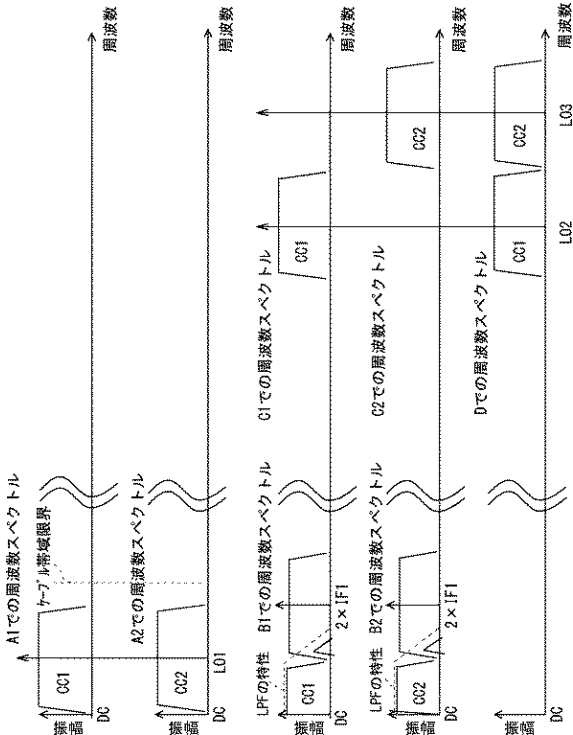 A1での周波数スペクトル
ケーブル帯域限界
振幅
CC1
周波数
A2での周波数スペクトル
振幅
CC2
DC
LO1
周波数
LPFの特性
B1での周波数スペクトル
振幅
CC1
DC
2×IF1
C1での周波数スペクトル
CC1
周波数
LPFの特性
B2での周波数スペクトル
振幅
CC2
DC
2×IF1
C2での周波数スペクトル
CC2
周波数
Dでの周波数スペクトル
振幅
DC
CC1
CC2
LO2
LO3
周波数